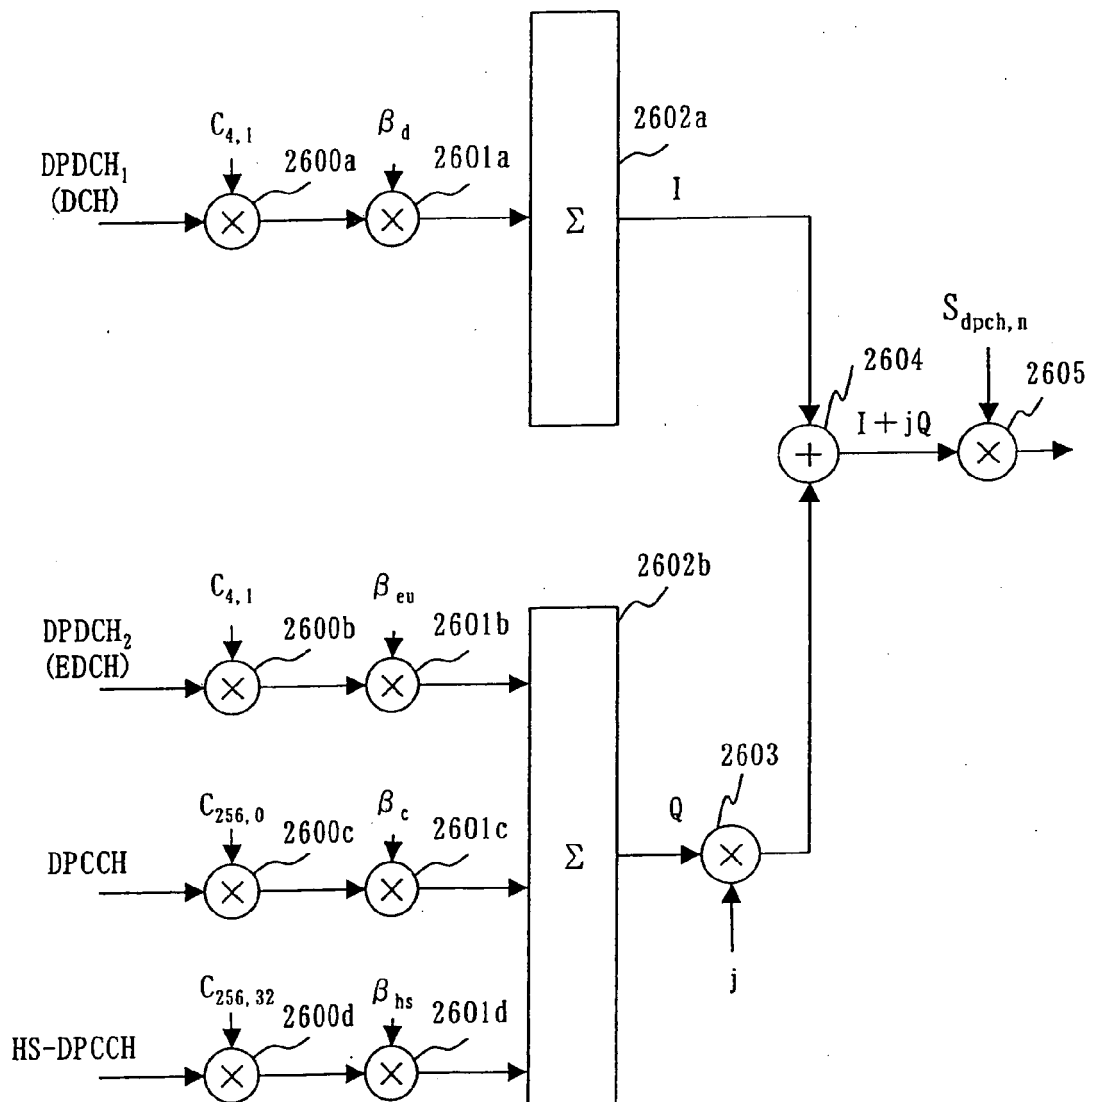 2602a
C4,1
βd
2600a
2601a
DPDCH1
(DCH)
×
×
Σ
I
Sdpch,n
2604
2605
I+jQ
+
×
2602b
C4,1
βeu
2600b
2601b
DPDCH2
(EDCH)
×
×
2603
C256,0
βc
2600c
2601c
Q
DPCCH
×
×
Σ
×
j
C256,32
βhs
2600d
2601d
HS-DPCCH
×
×